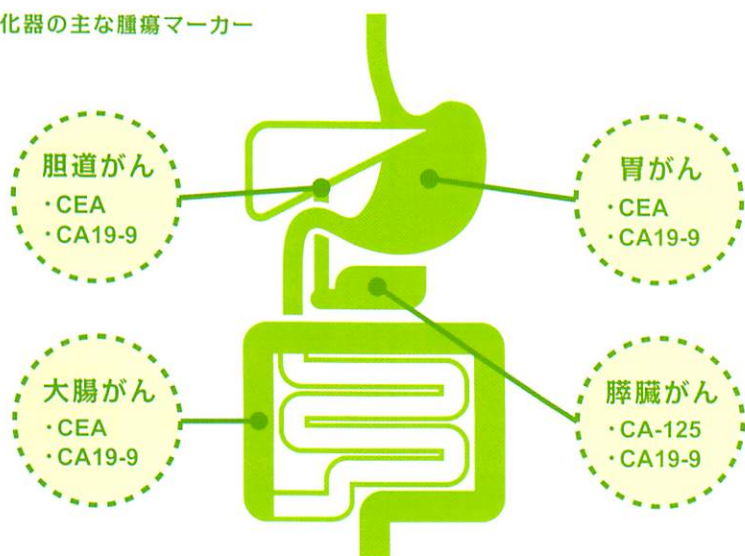 化器の主な腫瘍マーカー
胆道がん
・CEA
・CA19-9
胃がん
・CEA
・CA19-9
大腸がん
・CEA
・CA19-9
膵臓がん
・CA-125
・CA19-9